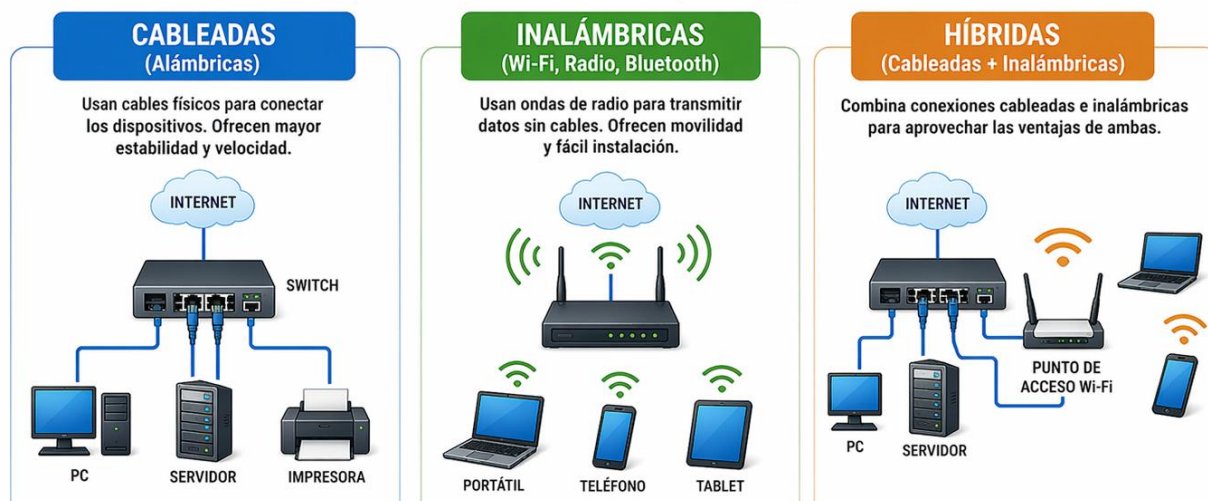 CABLEADAS
(Alámbricas)
Usan cables físicos para conectar
los dispositivos. Ofrecen mayor
estabilidad y velocidad.
INTERNET
SWITCH
PC
SERVIDOR
IMPRESORA
INALÁMBRICAS
(Wi-Fi, Radio, Bluetooth)
Usan ondas de radio para transmitir
datos sin cables. Ofrecen movilidad
y fácil instalación.
INTERNET
PORTÁTIL
TELÉFONO
TABLET
HÍBRIDAS
(Cableadas + Inalámbricas)
Combina conexiones cableadas e inalámbricas
para aprovechar las ventajas de ambas.
INTERNET
PUNTO DE
ACCESO Wi-Fi
PC
SERVIDOR